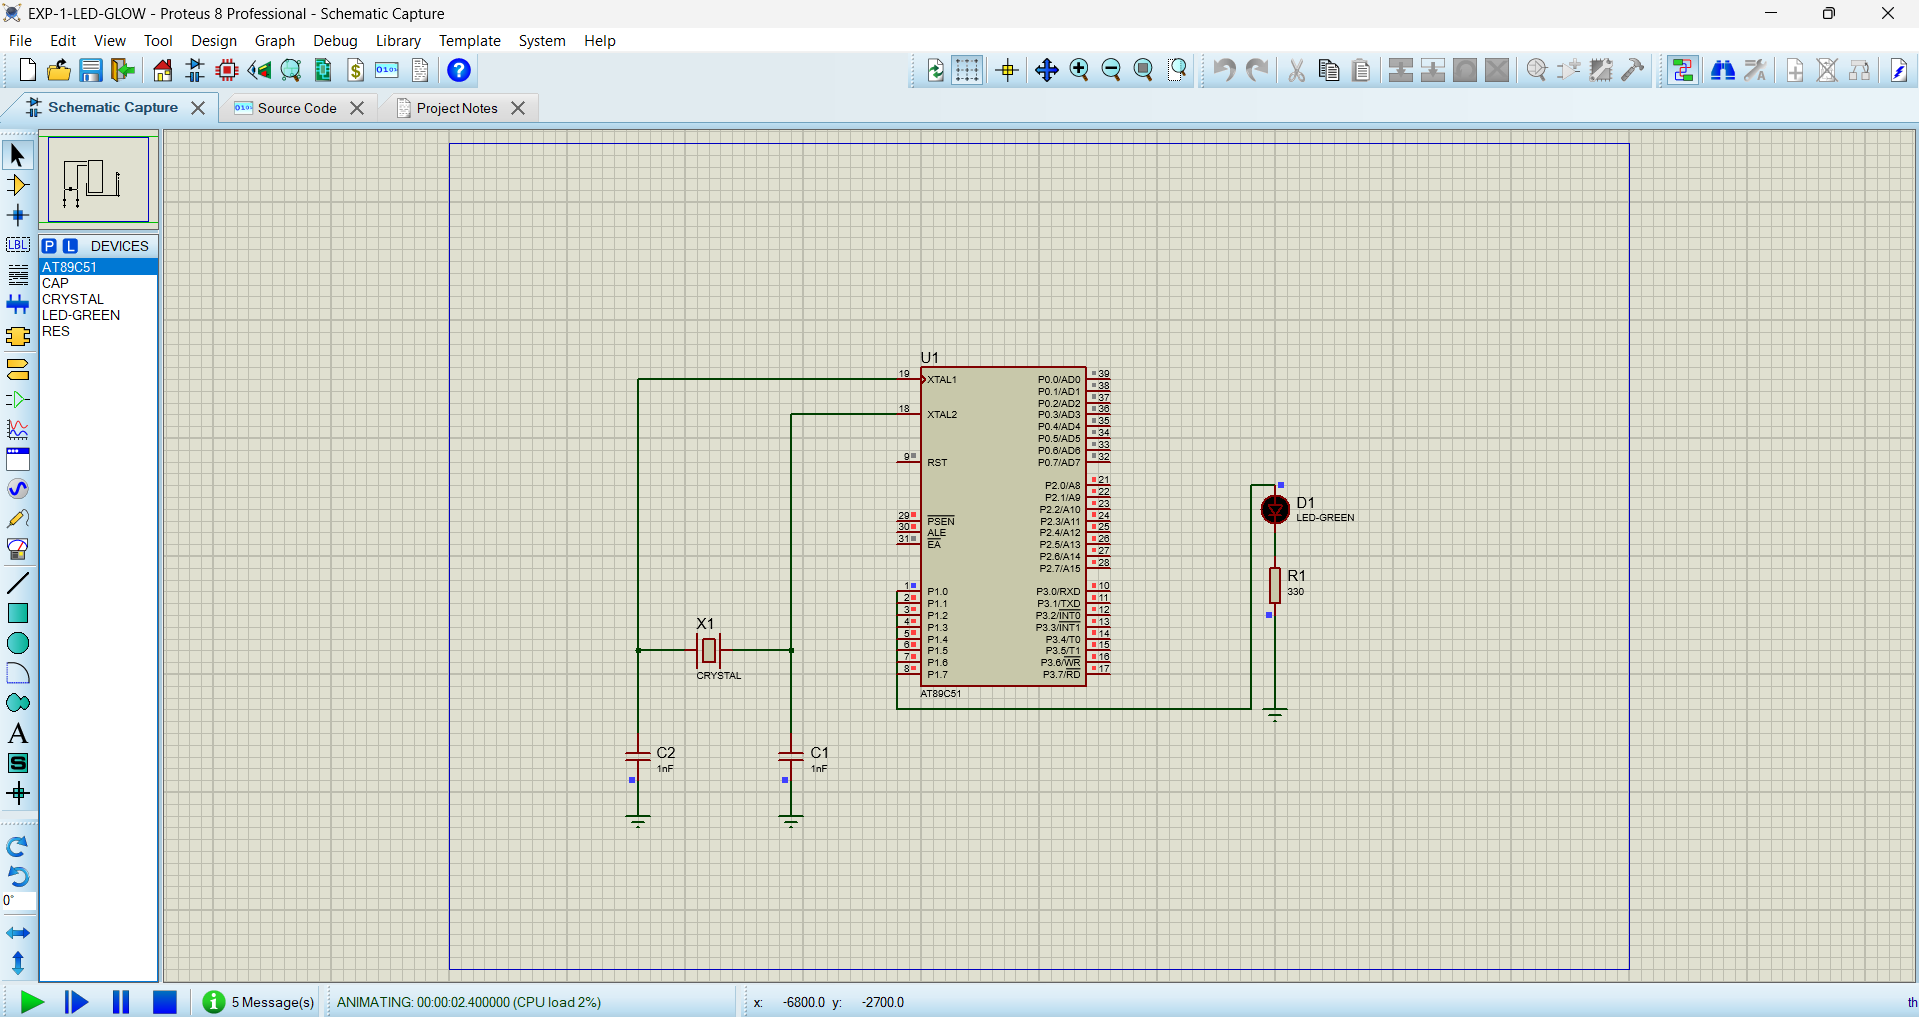 EXP-1-LED-GLOW - Proteus 8 Professional - Schematic Capture
File Edit View Tool Design Graph Debug Library Template System Help
Schematic Capture
Source Code
Project Notes
P L DEVICES
AT89C51
CAP
CRYSTAL
LED-GREEN
RES
LBL
A
S
0°
U1
19 XTAL1
18 XTAL2
9 RST
29 PSEN
30 ALE
31 EA
1 P1.0
2 P1.1
3 P1.2
4 P1.3
5 P1.4
6 P1.5
7 P1.6
8 P1.7
P0.0/AD0 39
P0.1/AD1 38
P0.2/AD2 37
P0.3/AD3 36
P0.4/AD4 35
P0.5/AD5 34
P0.6/AD6 33
P0.7/AD7 32
P2.0/A8 21
P2.1/A9 22
P2.2/A10 23
P2.3/A11 24
P2.4/A12 25
P2.5/A13 26
P2.6/A14 27
P2.7/A15 28
P3.0/RXD 10
P3.1/TXD 11
P3.2/INT0 12
P3.3/INT1 13
P3.4/T0 14
P3.5/T1 15
P3.6/WR 16
P3.7/RD 17
AT89C51
D1
LED-GREEN
R1
330
X1
CRYSTAL
C2
1nF
C1
1nF
5 Message(s)
ANIMATING: 00:00:02.400000 (CPU load 2%)
x: -6800.0 y: -2700.0
th